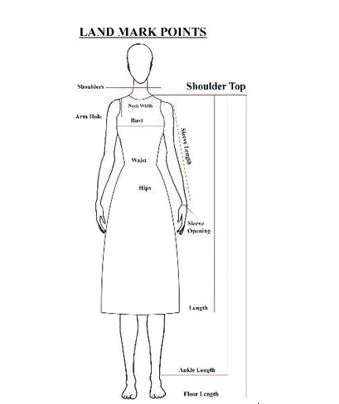 LAND MARK POINTS
Shoulders
Shoulder Top
Neck Width
Arm Hole
Bust
Sleeve Length
Waist
Hips
Sleeve
Opening
Length
Ankle Length
Floor Length